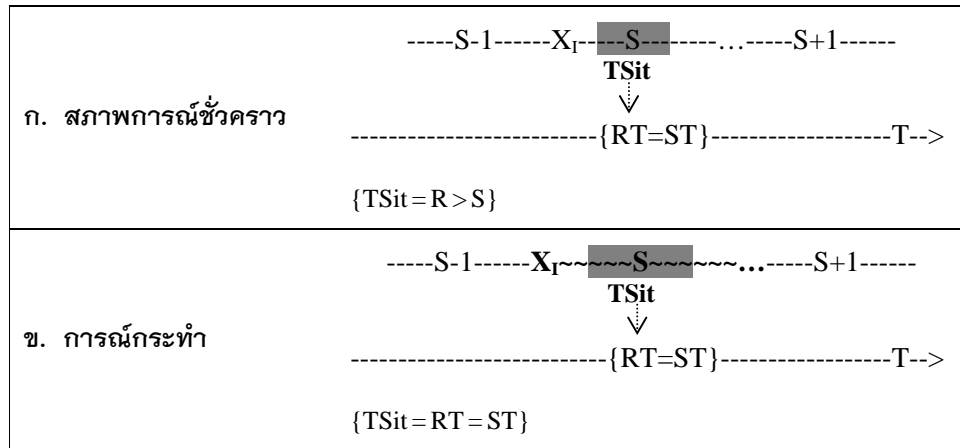 -----S-1------XI-----S---------…-----S+1------
TSit
ก. สภาพการณ์ชั่วคราว
--------------------------{RT=ST}-------------------T-->
{TSit = R > S}
-----S-1------XI~~~~~S~~~~~~~…-----S+1------
TSit
ข. การณ์กระทำ
---------------------------{RT=ST}------------------T-->
{TSit = RT = ST}